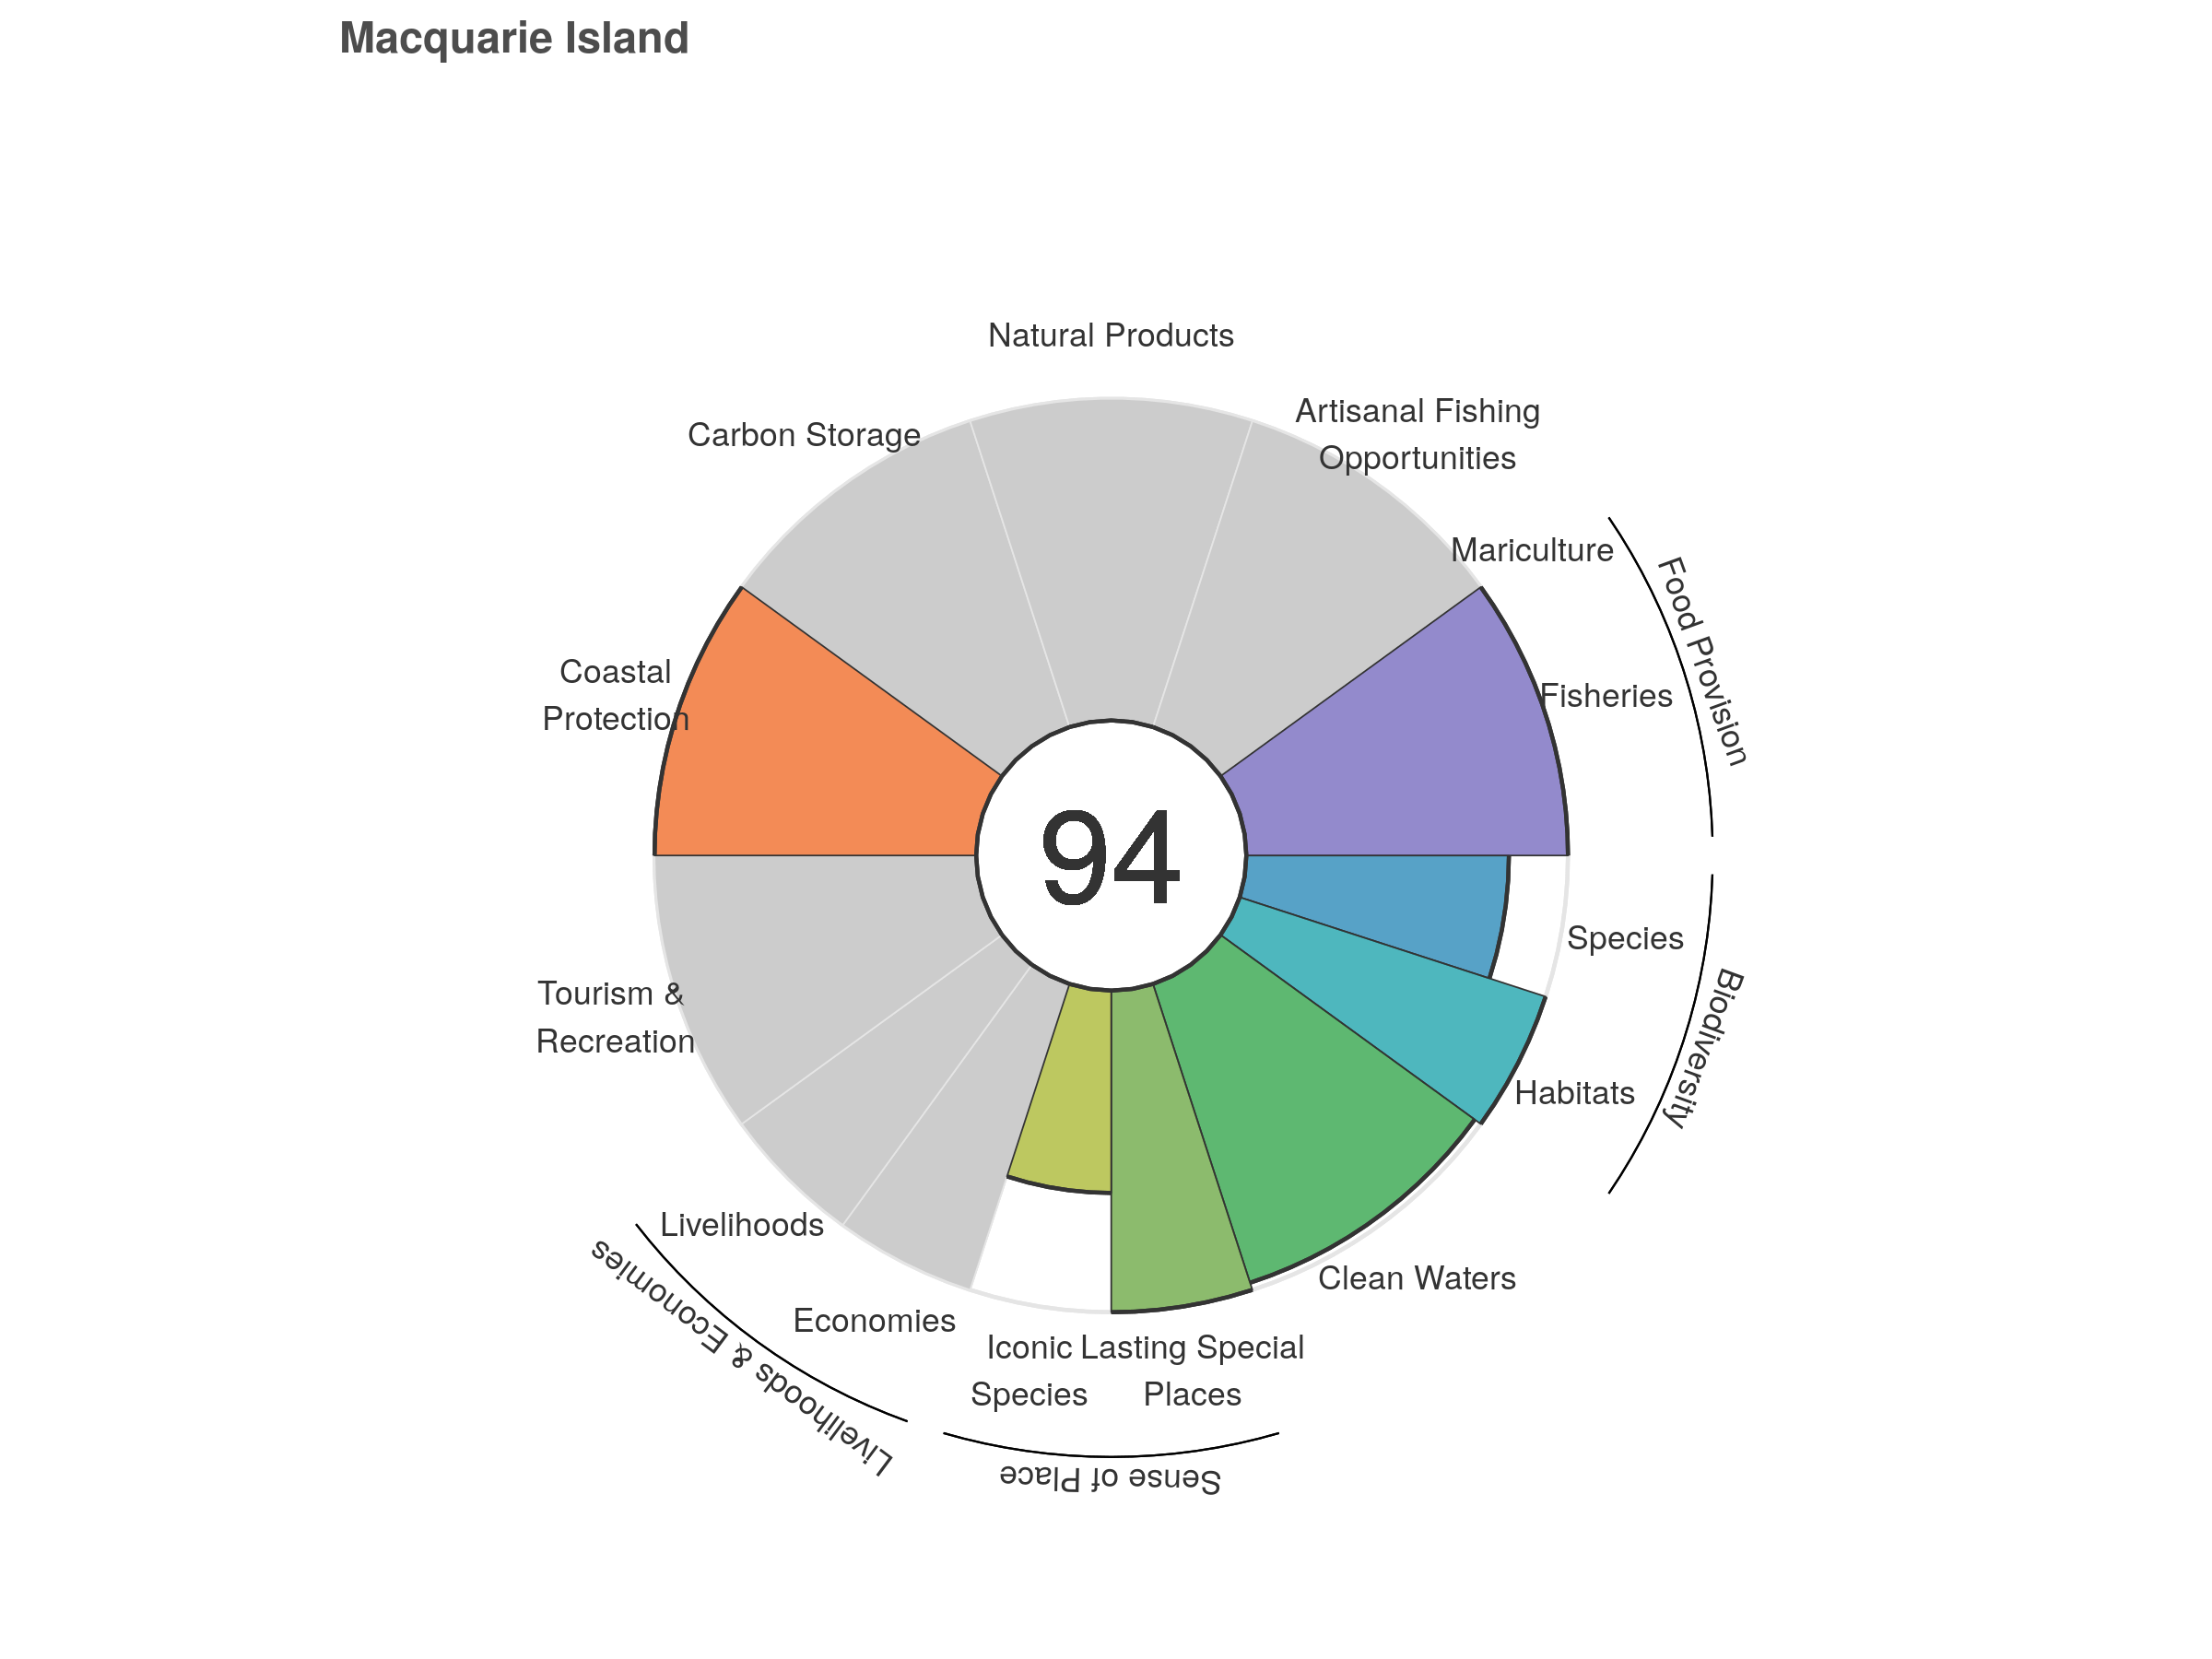 Macquarie Island
Natural Products
Carbon Storage
Artisanal Fishing
Opportunities
Mariculture
Food Provision
Fisheries
Coastal
Protection
94
Species
Biodiversity
Habitats
Tourism &
Recreation
Livelihoods
Clean Waters
Economies
Livelihoods & Economies
Iconic
Species
Lasting Special
Places
Sense of Place